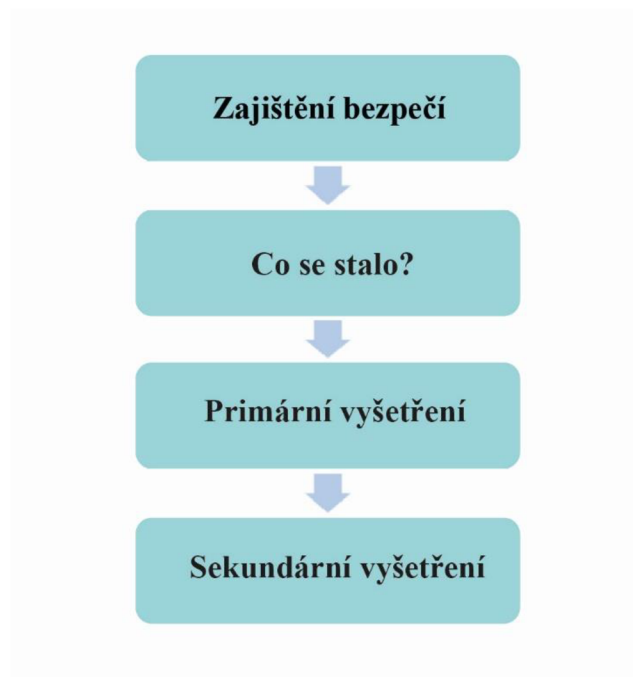 Zajištění bezpečí
Co se stalo?
Primární vyšetření
Sekundární vyšetření